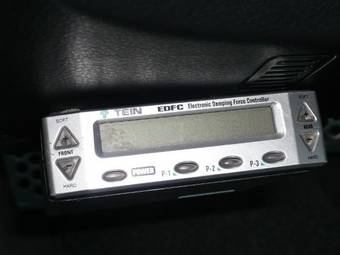 TEIN EDFC Electronic Damping Force Controller
SOFT
SOFT
+
+
FRONT
REAR
-
-
HARD
HARD
POWER P-1 P-2 P-3